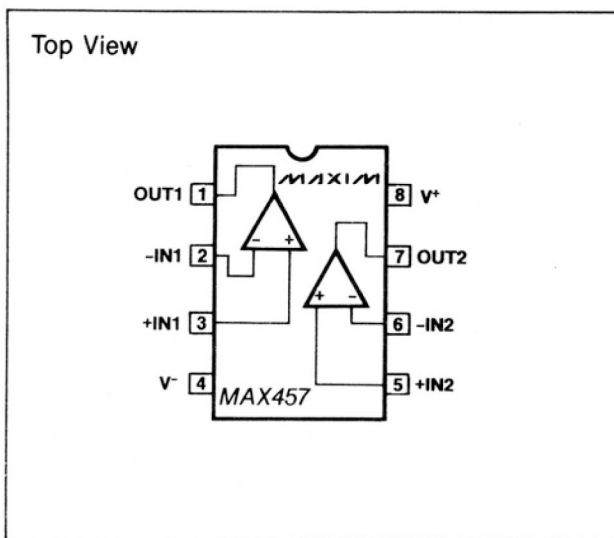 Top View
MAXIM
OUT1 1
8 V+
-IN1 2
- +
7 OUT2
+IN1 3
+ -
6 -IN2
V- 4
MAX457
5 +IN2